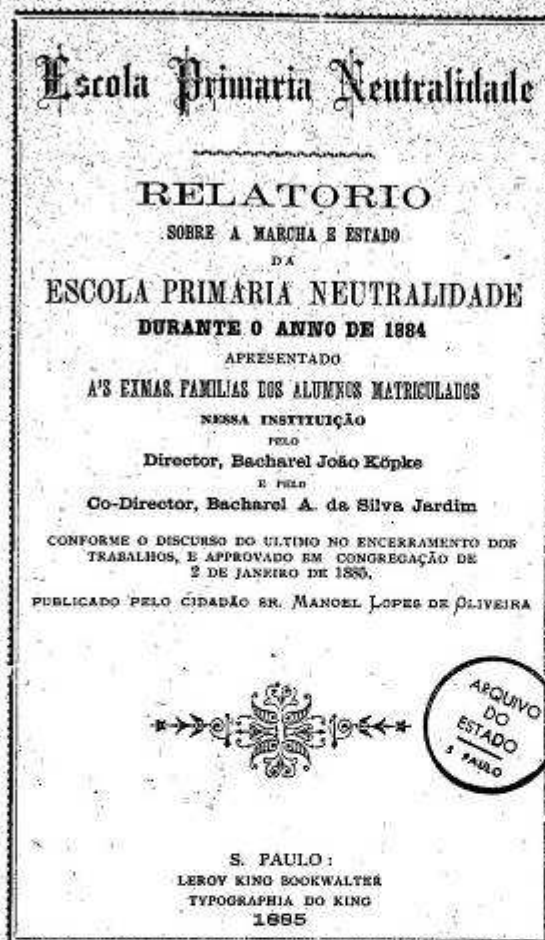 Escola Primaria Neutralidade
RELATORIO
SOBRE A MARCHA E ESTADO
DA
ESCOLA PRIMARIA NEUTRALIDADE
DURANTE O ANNO DE 1884
APRESENTADO
A'S EXMAS. FAMILIAS DOS ALUMNOS MATRICULADOS
NESSA INSTITUIÇÃO
PELO
Director, Bacharel João Köpke
E PELO
Co-Director, Bacharel A. da Silva Jardim
CONFORME O DISCURSO DO ULTIMO NO ENCERRAMENTO DOS
TRABALHOS, E APPROVADO EM CONGREGAÇÃO DE
2 DE JANEIRO DE 1885.
PUBLICADO PELO CIDADÃO SR. MANOEL LOPES DE OLIVEIRA
ARQUIVO
DO
ESTADO
S PAULO
S. PAULO:
LEROY KING BOOKWALTER
TYPOGRAPHIA DO KING
1885